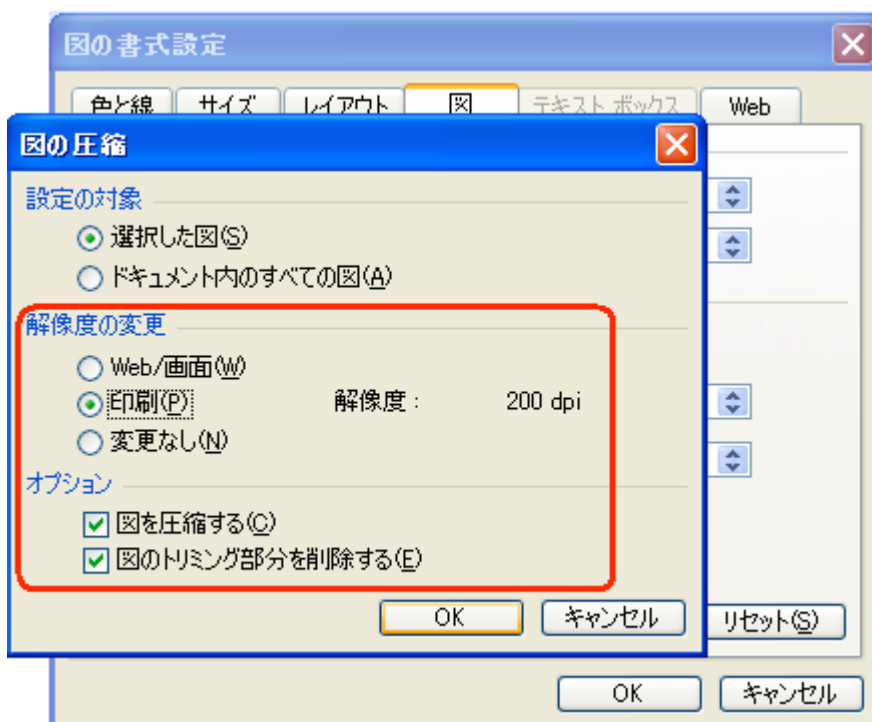 図の書式設定
色と線 サイズ レイアウト 図 テキスト ボックス Web
図の圧縮
設定の対象
選択した図(S)
ドキュメント内のすべての図(A)
解像度の変更
Web/画面(W)
印刷(P) 解像度： 200 dpi
変更なし(N)
オプション
図を圧縮する(C)
図のトリミング部分を削除する(E)
OK キャンセル
リセット(S)
OK キャンセル